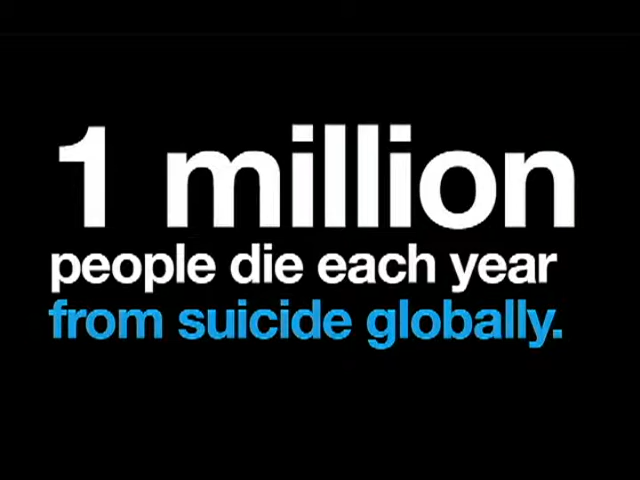 1 million
people die each year
from suicide globally.